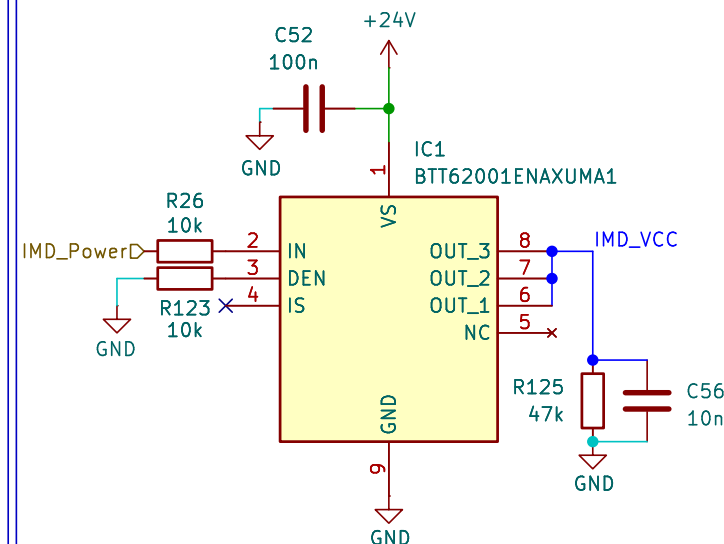 +24V
C52
100n
GND
IC1
BTT62001ENAXUMA1
1
VS
R26
10k
IMD_Power
2
IN
OUT_3
8
IMD_VCC
3
DEN
OUT_2
7
R123
10k
4
IS
OUT_1
6
GND
NC
5
R125
47k
C56
10n
GND
9
GND
GND